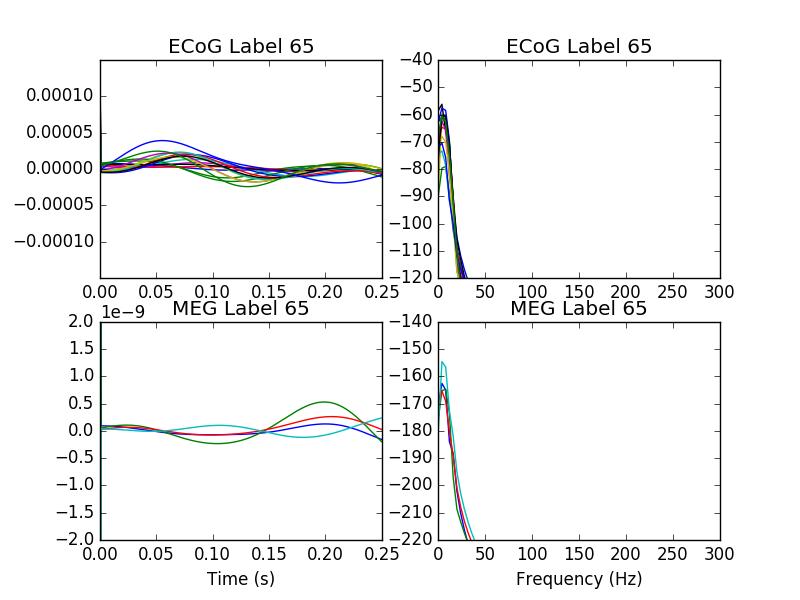 ECoG Label 65
0.00010
0.00005
0.00000
−0.00005
−0.00010
0.00 0.05 0.10 0.15 0.20 0.25
ECoG Label 65
−40
−50
−60
−70
−80
−90
−100
−110
−120
0 50 100 150 200 250 300
MEG Label 65
1e−9
2.0
1.5
1.0
0.5
0.0
−0.5
−1.0
−1.5
−2.0
0.00 0.05 0.10 0.15 0.20 0.25
Time (s)
MEG Label 65
−140
−150
−160
−170
−180
−190
−200
−210
−220
0 50 100 150 200 250 300
Frequency (Hz)